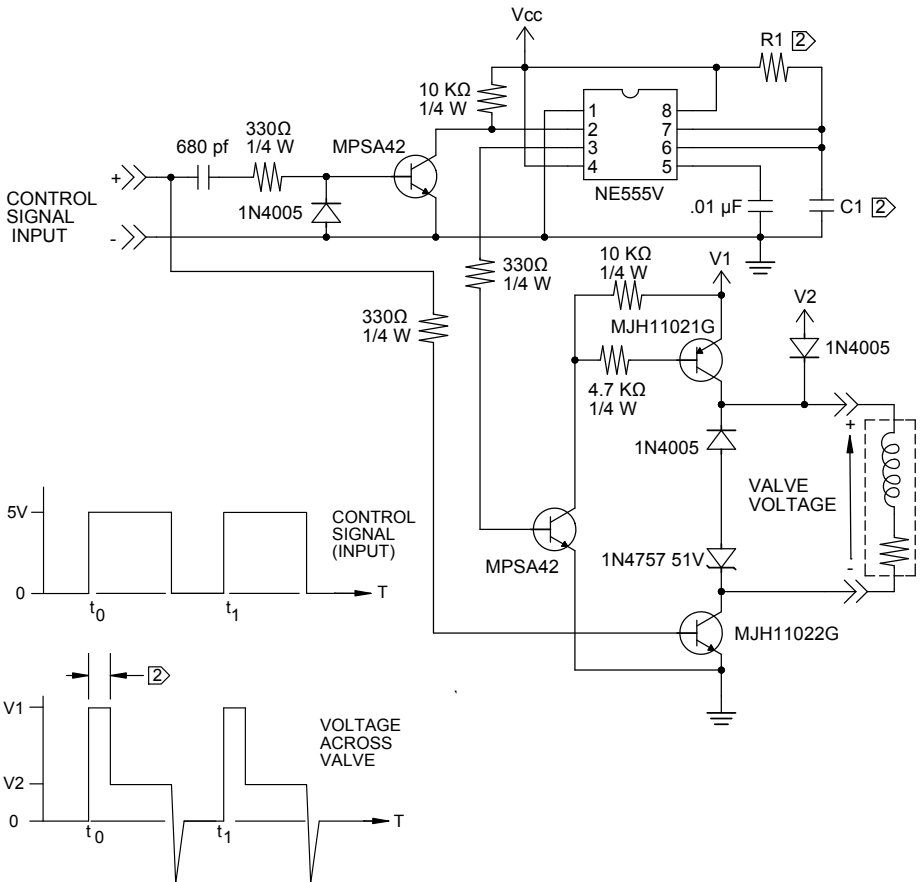 Vcc
R1 2
10 KΩ
1/4 W
1 8
2 7
3 6
4 5
NE555V
330Ω
1/4 W
680 pf
MPSA42
+
CONTROL
SIGNAL
INPUT
-
1N4005
.01 µF
C1 2
330Ω
1/4 W
10 KΩ
1/4 W
V1
V2
330Ω
1/4 W
MJH11021G
1N4005
4.7 KΩ
1/4 W
1N4005
+
VALVE
VOLTAGE
-
MPSA42
1N4757 51V
MJH11022G
5V
0
t0
t1
T
CONTROL
SIGNAL
(INPUT)
2
V1
V2
0
t0
t1
T
VOLTAGE
ACROSS
VALVE